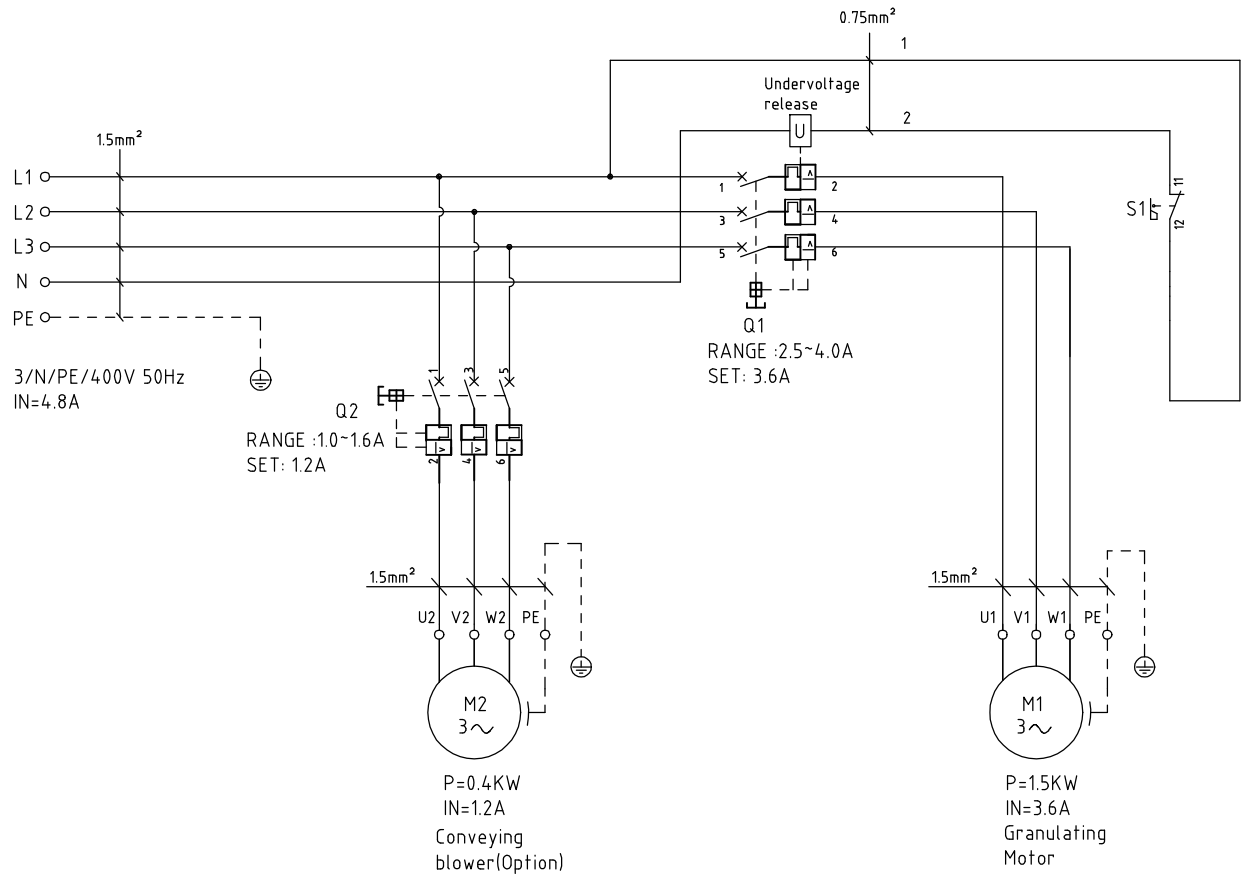 0.75mm²
1
Undervoltage
release
U
2
1.5mm²
L1
1
2
11
S1
12
L2
3
4
L3
5
6
N
PE
Q1
RANGE :2.5~4.0A
SET: 3.6A
3/N/PE/400V 50Hz
IN=4.8A
1
3
5
Q2
RANGE :1.0~1.6A
SET: 1.2A
2
4
6
1.5mm²
U2 V2 W2 PE
M2
3~
P=0.4KW
IN=1.2A
Conveying
blower(Option)
1.5mm²
U1 V1 W1 PE
M1
3~
P=1.5KW
IN=3.6A
Granulating
Motor